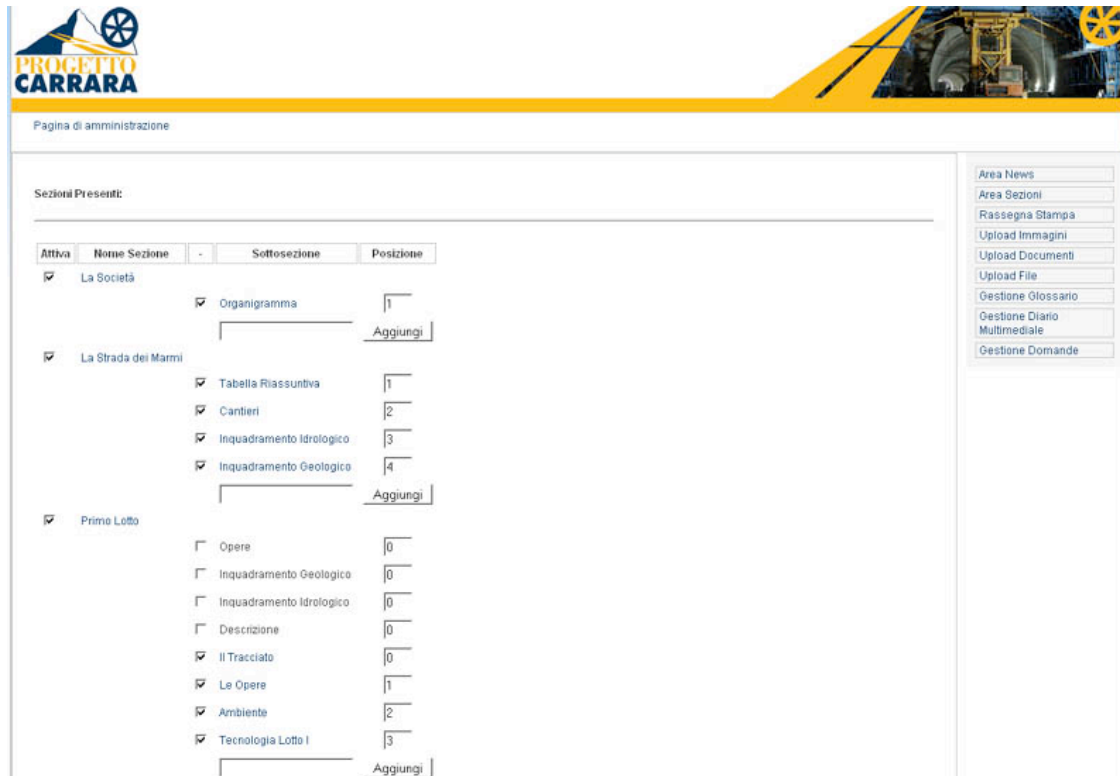 PROGETTO
CARRARA
Pagina di amministrazione
Sezioni Presenti:
Attiva Nome Sezione - Sottosezione Posizione
La Società
Organigramma 1
Aggiungi
La Strada dei Marmi
Tabella Riassuntiva 1
Cantieri 2
Inquadramento Idrologico 3
Inquadramento Geologico 4
Aggiungi
Primo Lotto
Opere 0
Inquadramento Geologico 0
Inquadramento Idrologico 0
Descrizione 0
Il Tracciato 0
Le Opere 1
Ambiente 2
Tecnologia Lotto I 3
Aggiungi
Area News
Area Sezioni
Rassegna Stampa
Upload Immagini
Upload Documenti
Upload File
Gestione Glossario
Gestione Diario
Multimediale
Gestione Domande